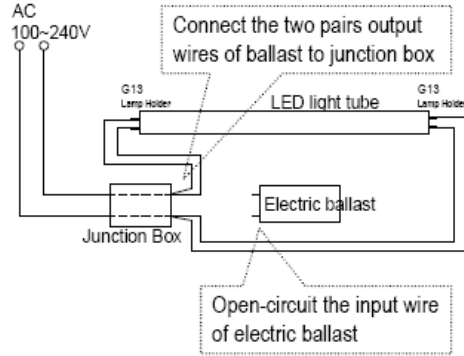 AC
100~240V
Connect the two pairs output
wires of ballast to junction box
G13
Lamp Holder
LED light tube
G13
Lamp Holder
Electric ballast
Junction Box
Open-circuit the input wire
of electric ballast